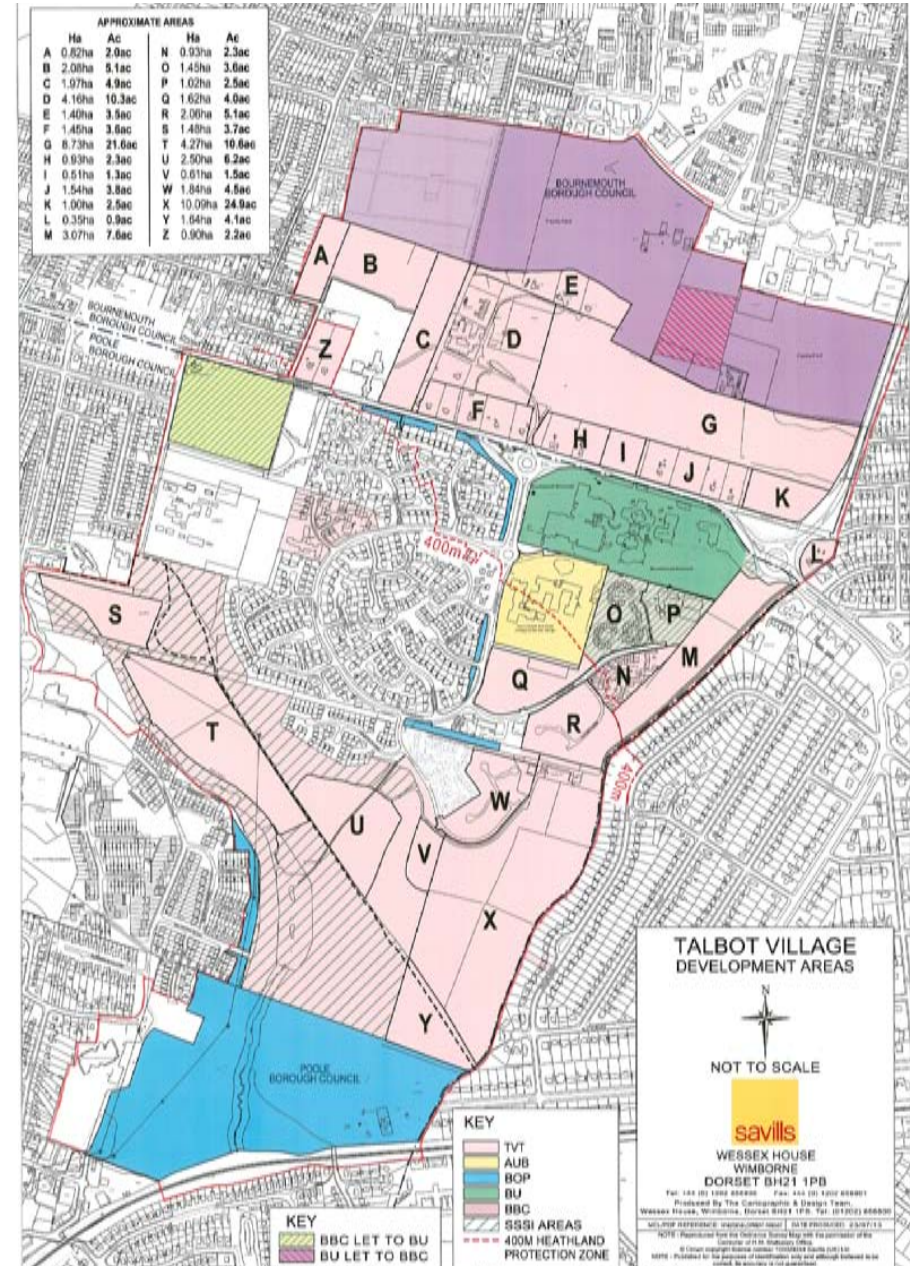 APPROXIMATE AREAS
Ha Ac Ha Ac
A 0.82ha 2.0ac N 0.93ha 2.3ac
B 2.08ha 5.1ac O 1.45ha 3.6ac
C 1.97ha 4.9ac P 1.02ha 2.5ac
D 4.16ha 10.3ac Q 1.62ha 4.0ac
E 1.40ha 3.5ac R 2.06ha 5.1ac
F 1.45ha 3.6ac S 1.48ha 3.7ac
G 8.73ha 21.6ac T 4.27ha 10.6ac
H 0.93ha 2.3ac U 2.50ha 6.2ac
I 0.51ha 1.3ac V 0.61ha 1.5ac
J 1.54ha 3.8ac W 1.84ha 4.5ac
K 1.00ha 2.5ac X 10.09ha 24.9ac
L 0.35ha 0.9ac Y 1.64ha 4.1ac
M 3.07ha 7.6ac Z 0.90ha 2.2ac
BOURNEMOUTH
BOROUGH COUNCIL
A
B
E
BOURNEMOUTH
BOROUGH COUNCIL
POOLE
BOROUGH COUNCIL
Z
C
D
F
G
H
I
J
K
400m
L
S
O
P
M
N
Q
R
T
400m
W
U
V
X
Y
POOLE
BOROUGH COUNCIL
TALBOT VILLAGE
DEVELOPMENT AREAS
N
NOT TO SCALE
savills
WESSEX HOUSE
WIMBORNE
DORSET BH21 1PB
Produced By The Cartographic & Design Team.
KEY
TVT
AUB
BOP
BU
BBC
SSSI AREAS
400M HEATHLAND
PROTECTION ZONE
KEY
BBC LET TO BU
BU LET TO BBC